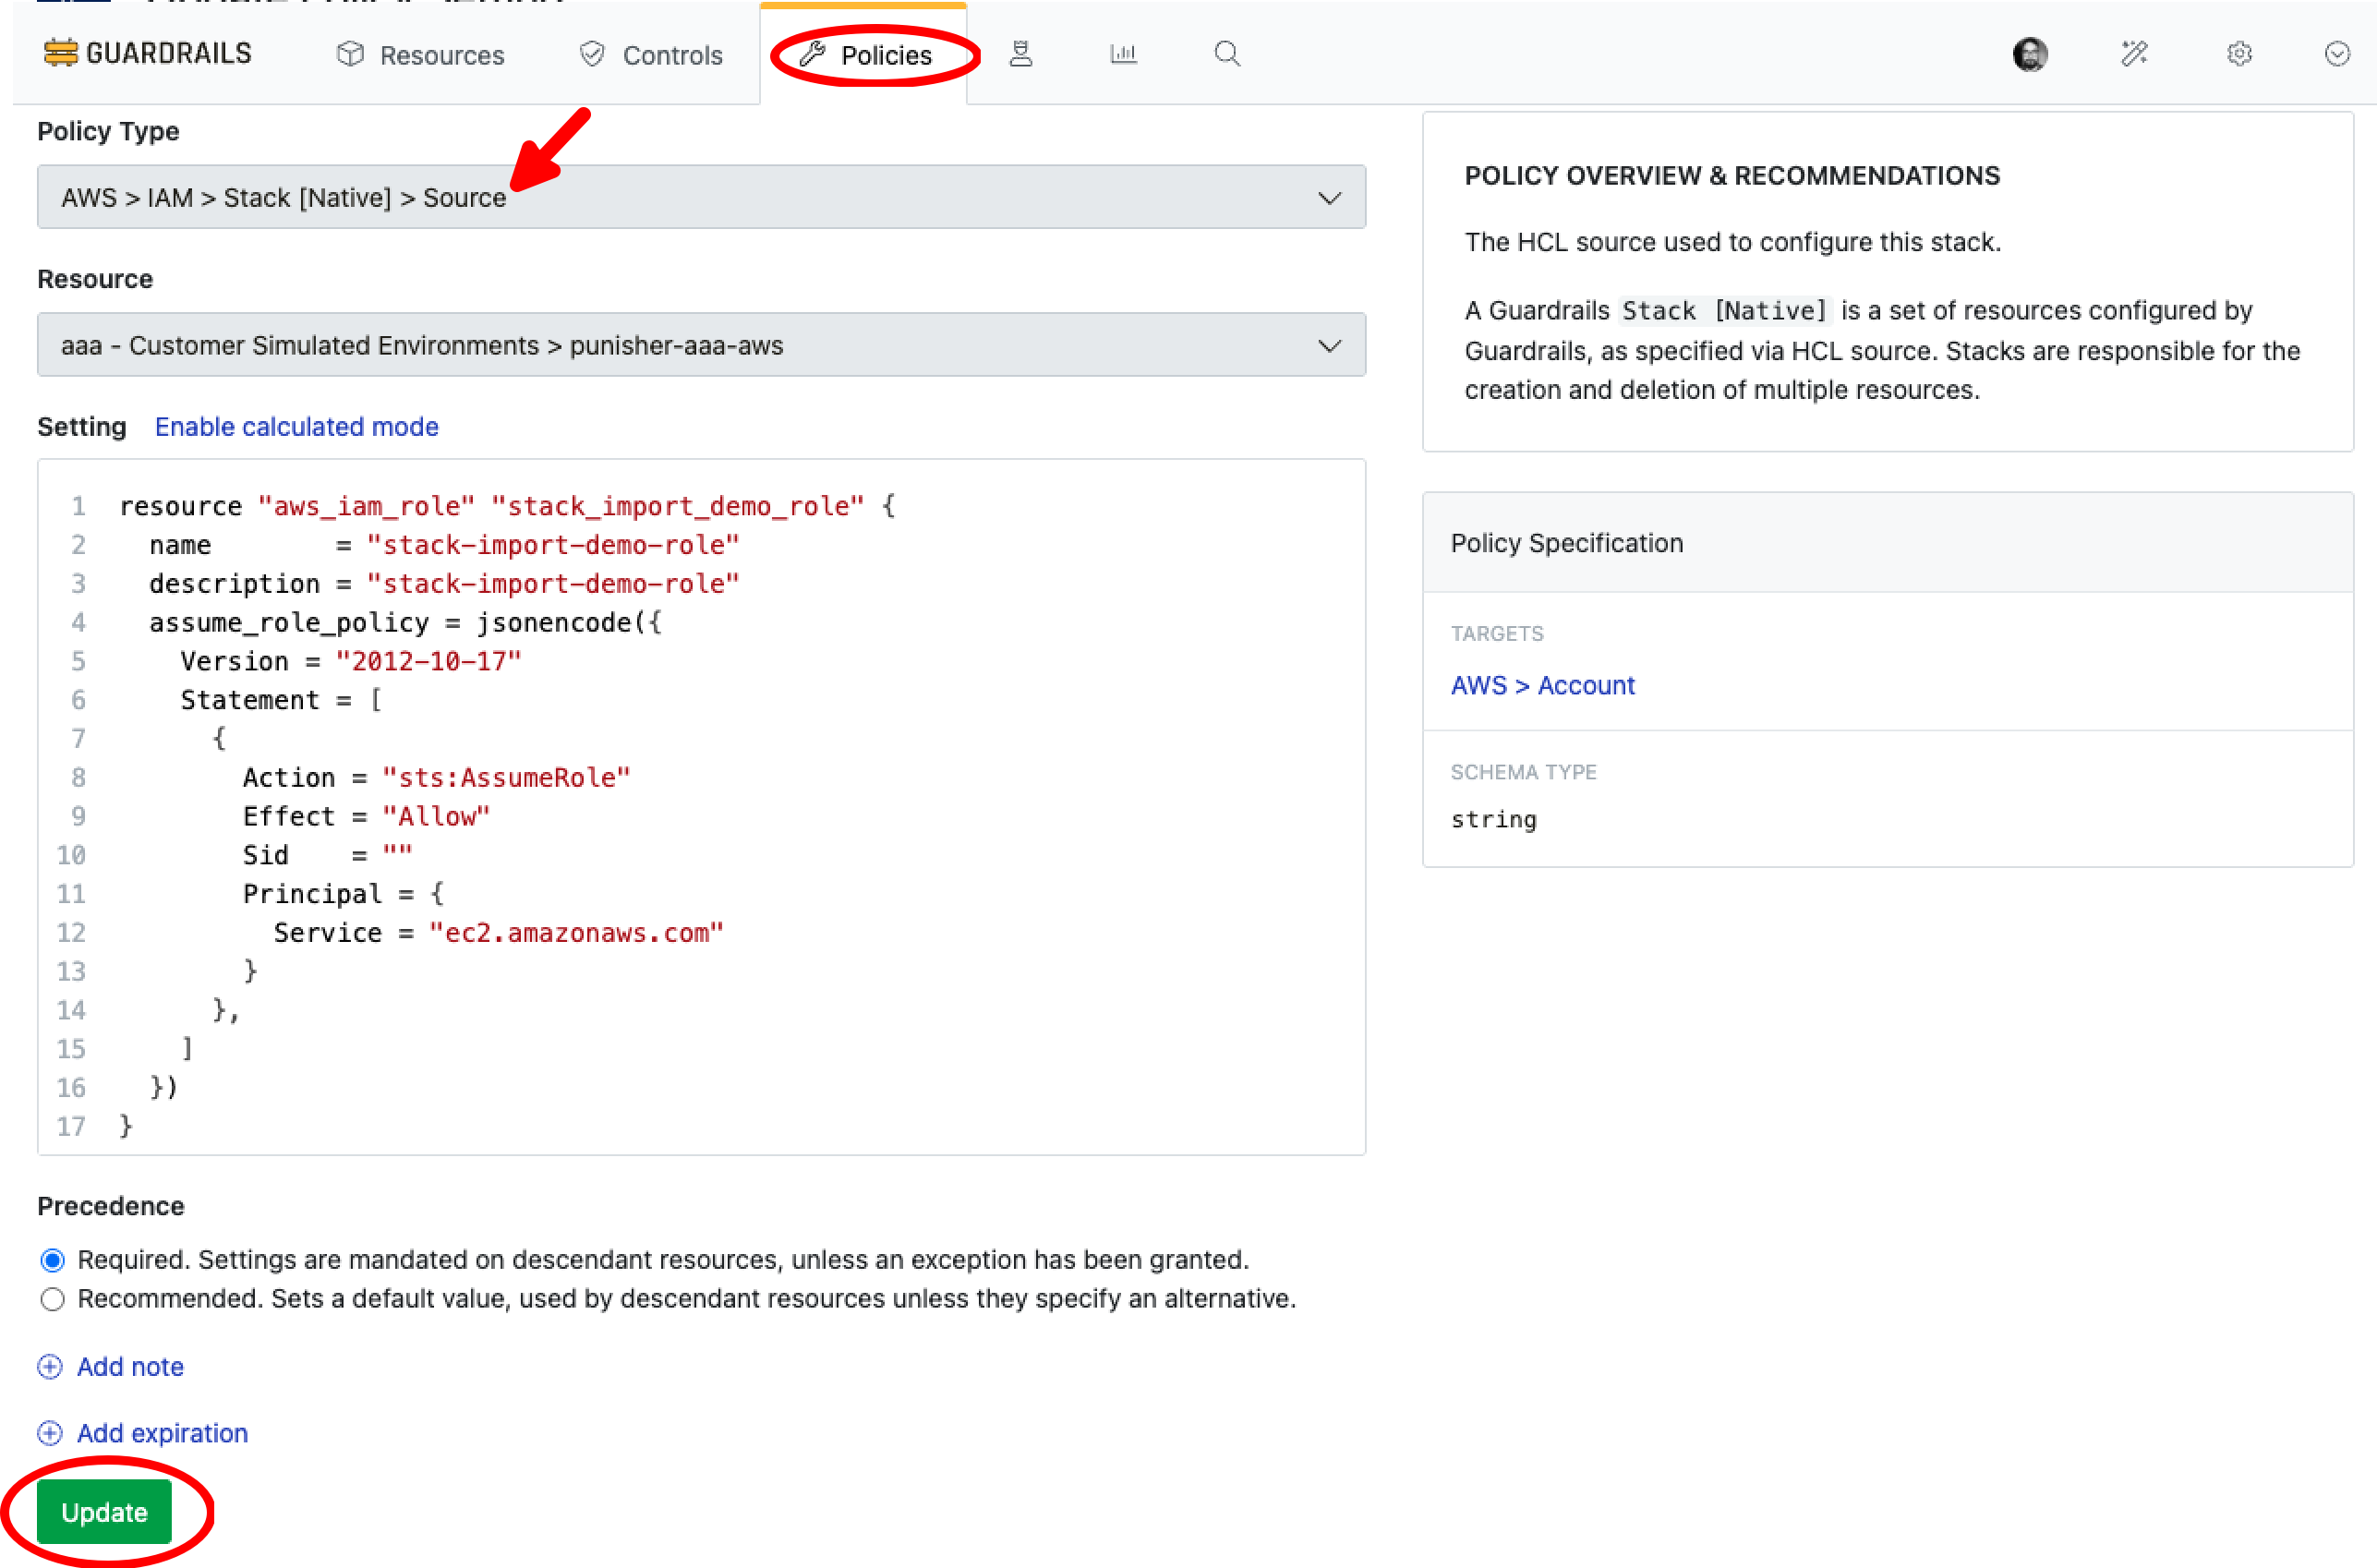 GUARDRAILS
Resources
Controls
Policies
Policy Type
AWS > IAM > Stack [Native] > Source
Resource
aaa - Customer Simulated Environments > punisher-aaa-aws
Setting Enable calculated mode
1 resource "aws_iam_role" "stack_import_demo_role" {
2   name        = "stack-import-demo-role"
3   description = "stack-import-demo-role"
4   assume_role_policy = jsonencode({
5     Version = "2012-10-17"
6     Statement = [
7       {
8         Action = "sts:AssumeRole"
9         Effect = "Allow"
10         Sid    = ""
11         Principal = {
12           Service = "ec2.amazonaws.com"
13         }
14       },
15     ]
16   })
17 }
Precedence
Required. Settings are mandated on descendant resources, unless an exception has been granted.
Recommended. Sets a default value, used by descendant resources unless they specify an alternative.
Add note
Add expiration
Update
POLICY OVERVIEW & RECOMMENDATIONS
The HCL source used to configure this stack.
A Guardrails Stack [Native] is a set of resources configured by
Guardrails, as specified via HCL source. Stacks are responsible for the
creation and deletion of multiple resources.
Policy Specification
TARGETS
AWS > Account
SCHEMA TYPE
string